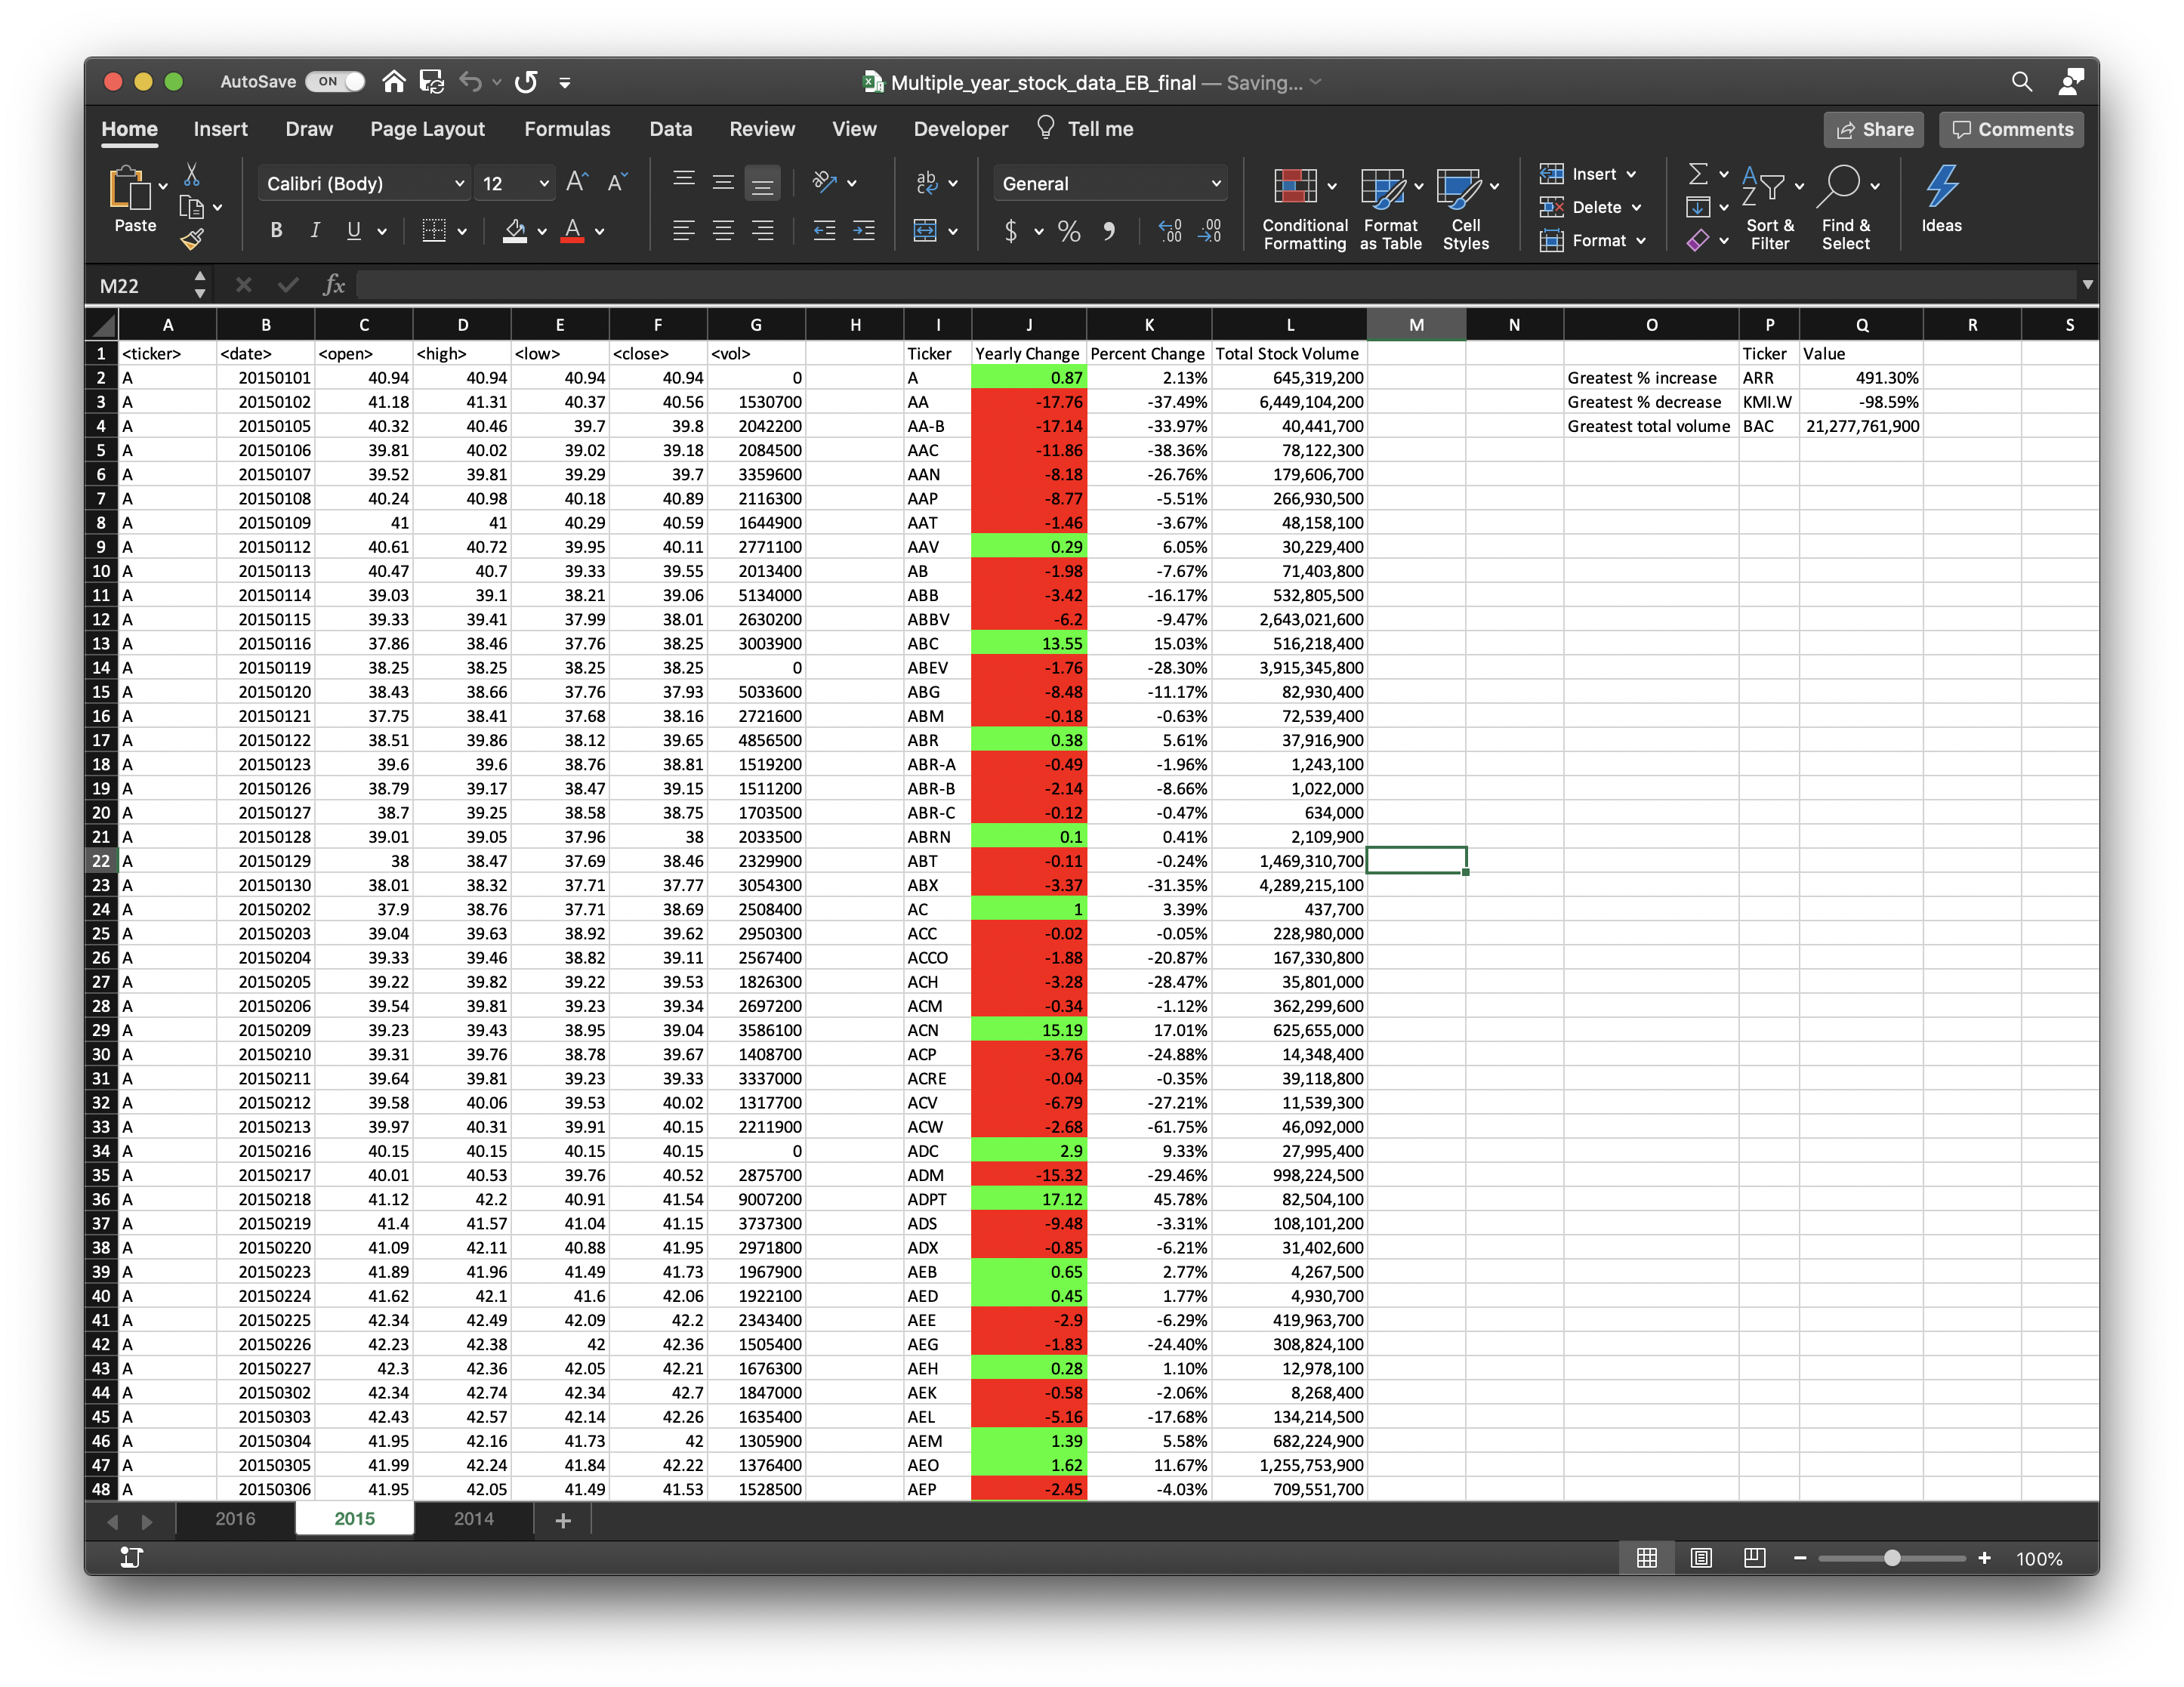 AutoSave ON Multiple_year_stock_data_EB_final — Saving...
Home Insert Draw Page Layout Formulas Data Review View Developer Tell me Share Comments
Paste Calibri (Body) 12 A A ab General Conditional Formatting Format as Table Cell Styles Insert Delete Format Sort & Filter Find & Select Ideas
B I U A $ % .00
M22 fx
A B C D E F G H I J K L M N O P Q R S
1 <ticker> <date> <open> <high> <low> <close> <vol> Ticker Yearly Change Percent Change Total Stock Volume Ticker Value
2 A 20150101 40.94 40.94 40.94 40.94 0 A 0.87 2.13% 645,319,200 Greatest % increase ARR 491.30%
3 A 20150102 41.18 41.31 40.37 40.56 1530700 AA -17.76 -37.49% 6,449,104,200 Greatest % decrease KMI.W -98.59%
4 A 20150105 40.32 40.46 39.7 39.8 2042200 AA-B -17.14 -33.97% 40,441,700 Greatest total volume BAC 21,277,761,900
5 A 20150106 39.81 40.02 39.02 39.18 2084500 AAC -11.86 -38.36% 78,122,300
6 A 20150107 39.52 39.81 39.29 39.7 3359600 AAN -8.18 -26.76% 179,606,700
7 A 20150108 40.24 40.98 40.18 40.89 2116300 AAP -8.77 -5.51% 266,930,500
8 A 20150109 41 41 40.29 40.59 1644900 AAT -1.46 -3.67% 48,158,100
9 A 20150112 40.61 40.72 39.95 40.11 2771100 AAV 0.29 6.05% 30,229,400
10 A 20150113 40.47 40.7 39.33 39.55 2013400 AB -1.98 -7.67% 71,403,800
11 A 20150114 39.03 39.1 38.21 39.06 5134000 ABB -3.42 -16.17% 532,805,500
12 A 20150115 39.33 39.41 37.99 38.01 2630200 ABBV -6.2 -9.47% 2,643,021,600
13 A 20150116 37.86 38.46 37.76 38.25 3003900 ABC 13.55 15.03% 516,218,400
14 A 20150119 38.25 38.25 38.25 38.25 0 ABEV -1.76 -28.30% 3,915,345,800
15 A 20150120 38.43 38.66 37.76 37.93 5033600 ABG -8.48 -11.17% 82,930,400
16 A 20150121 37.75 38.41 37.68 38.16 2721600 ABM -0.18 -0.63% 72,539,400
17 A 20150122 38.51 39.86 38.12 39.65 4856500 ABR 0.38 5.61% 37,916,900
18 A 20150123 39.6 39.6 38.76 38.81 1519200 ABR-A -0.49 -1.96% 1,243,100
19 A 20150126 38.79 39.17 38.47 39.15 1511200 ABR-B -2.14 -8.66% 1,022,000
20 A 20150127 38.7 39.25 38.58 38.75 1703500 ABR-C -0.12 -0.47% 634,000
21 A 20150128 39.01 39.05 37.96 38 2033500 ABRN 0.1 0.41% 2,109,900
22 A 20150129 38 38.47 37.69 38.46 2329900 ABT -0.11 -0.24% 1,469,310,700
23 A 20150130 38.01 38.32 37.71 37.77 3054300 ABX -3.37 -31.35% 4,289,215,100
24 A 20150202 37.9 38.76 37.71 38.69 2508400 AC 1 3.39% 437,700
25 A 20150203 39.04 39.63 38.92 39.62 2950300 ACC -0.02 -0.05% 228,980,000
26 A 20150204 39.33 39.46 38.82 39.11 2567400 ACCO -1.88 -20.87% 167,330,800
27 A 20150205 39.22 39.82 39.22 39.53 1826300 ACH -3.28 -28.47% 35,801,000
28 A 20150206 39.54 39.81 39.23 39.34 2697200 ACM -0.34 -1.12% 362,299,600
29 A 20150209 39.23 39.43 38.95 39.04 3586100 ACN 15.19 17.01% 625,655,000
30 A 20150210 39.31 39.76 38.78 39.67 1408700 ACP -3.76 -24.88% 14,348,400
31 A 20150211 39.64 39.81 39.23 39.33 3337000 ACRE -0.04 -0.35% 39,118,800
32 A 20150212 39.58 40.06 39.53 40.02 1317700 ACV -6.79 -27.21% 11,539,300
33 A 20150213 39.97 40.31 39.91 40.15 2211900 ACW -2.68 -61.75% 46,092,000
34 A 20150216 40.15 40.15 40.15 40.15 0 ADC 2.9 9.33% 27,995,400
35 A 20150217 40.01 40.53 39.76 40.52 2875700 ADM -15.32 -29.46% 998,224,500
36 A 20150218 41.12 42.2 40.91 41.54 9007200 ADPT 17.12 45.78% 82,504,100
37 A 20150219 41.4 41.57 41.04 41.15 3737300 ADS -9.48 -3.31% 108,101,200
38 A 20150220 41.09 42.11 40.88 41.95 2971800 ADX -0.85 -6.21% 31,402,600
39 A 20150223 41.89 41.96 41.49 41.73 1967900 AEB 0.65 2.77% 4,267,500
40 A 20150224 41.62 42.1 41.6 42.06 1922100 AED 0.45 1.77% 4,930,700
41 A 20150225 42.34 42.49 42.09 42.2 2343400 AEE -2.9 -6.29% 419,963,700
42 A 20150226 42.23 42.38 42 42.36 1505400 AEG -1.83 -24.40% 308,824,100
43 A 20150227 42.3 42.36 42.05 42.21 1676300 AEH 0.28 1.10% 12,978,100
44 A 20150302 42.34 42.74 42.34 42.7 1847000 AEK -0.58 -2.06% 8,268,400
45 A 20150303 42.43 42.57 42.14 42.26 1635400 AEL -5.16 -17.68% 134,214,500
46 A 20150304 41.95 42.16 41.73 42 1305900 AEM 1.39 5.58% 682,224,900
47 A 20150305 41.99 42.24 41.84 42.22 1376400 AEO 1.62 11.67% 1,255,753,900
48 A 20150306 41.95 42.05 41.49 41.53 1528500 AEP -2.45 -4.03% 709,551,700
2016 2015 2014 +
100%